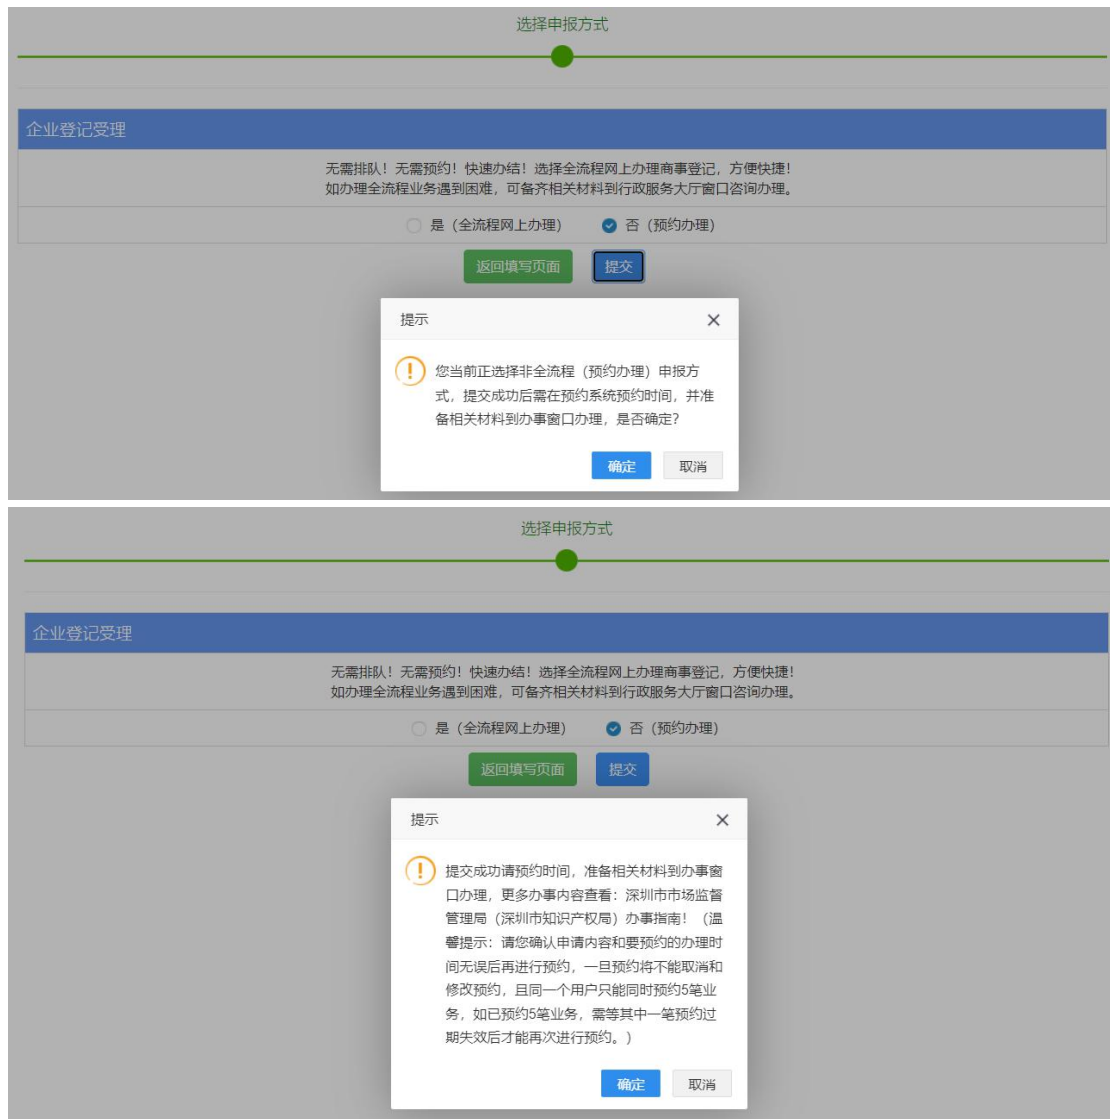 选择申报方式
企业登记受理
无需排队！无需预约！快速办结！选择全流程网上办理商事登记，方便快捷！
如办理全流程业务遇到困难，可备齐相关材料到行政服务大厅窗口咨询办理。
是（全流程网上办理） 否（预约办理）
返回填写页面 提交
提示
您当前正选择非全流程（预约办理）申报方
式，提交成功后需在预约系统预约时间，并准
备相关材料到办事窗口办理，是否确定？
确定 取消
选择申报方式
企业登记受理
无需排队！无需预约！快速办结！选择全流程网上办理商事登记，方便快捷！
如办理全流程业务遇到困难，可备齐相关材料到行政服务大厅窗口咨询办理。
是（全流程网上办理） 否（预约办理）
返回填写页面 提交
提示
提交成功请预约时间，准备相关材料到办事窗
口办理，更多办事内容查看：深圳市市场监督
管理局（深圳市知识产权局）办事指南！（温
馨提示：请您确认申请内容和要预约的办理时
间无误后再进行预约，一旦预约将不能取消和
修改预约，且同一个用户只能同时预约5笔业
务，如已预约5笔业务，需等其中一笔预约过
期失效后才能再次进行预约。）
确定 取消